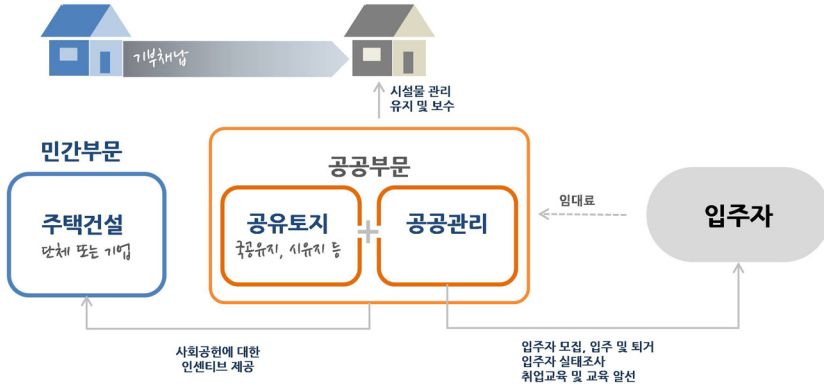 기부채납
시설물 관리
유지 및 보수
민간부문
공공부문
주택건설
단체 또는 기업
공유토지
국공유지, 시유지 등
+
공공관리
임대료
입주자
사회공헌에 대한
인센티브 제공
입주자 모집, 입주 및 퇴거
입주자 실태조사
취업교육 및 교육 알선